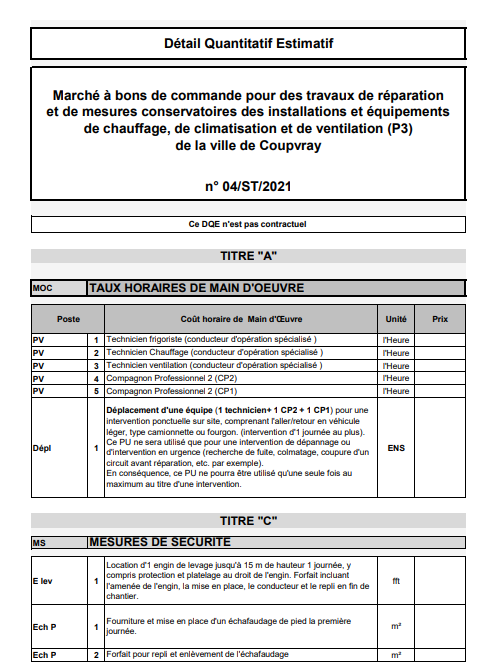 Détail Quantitatif Estimatif
Marché à bons de commande pour des travaux de réparation
et de mesures conservatoires des installations et équipements
de chauffage, de climatisation et de ventilation (P3)
de la ville de Coupvray
n° 04/ST/2021
Ce DQE n'est pas contractuel
TITRE "A"
MOC TAUX HORAIRES DE MAIN D'OEUVRE
Poste Coût horaire de Main d'Œuvre Unité Prix
PV 1 Technicien frigoriste (conducteur d'opération spécialisé ) l'Heure
PV 2 Technicien Chauffage (conducteur d'opération spécialisé ) l'Heure
PV 3 Technicien ventilation (conducteur d'opération spécialisé ) l'Heure
PV 4 Compagnon Professionnel 2 (CP2) l'Heure
PV 5 Compagnon Professionnel 2 (CP1) l'Heure
Dépl 1 ENS
Déplacement d'une équipe (1 technicien+ 1 CP2 + 1 CP1) pour une
intervention ponctuelle sur site, comprenant l'aller/retour en véhicule
léger, type camionnette ou fourgon. (intervention d'1 journée au plus).
Ce PU ne sera utilisé que pour une intervention de dépannage ou
d'intervention en urgence (recherche de fuite, colmatage, coupure d'un
circuit avant réparation, etc. par exemple).
En conséquence, ce PU ne pourra être utilisé qu'une seule fois au
maximum au titre d'une intervention.
TITRE "C"
MS MESURES DE SECURITE
E lev 1 fft
Location d'1 engin de levage jusqu'à 15 m de hauteur 1 journée, y
compris protection et platelage au droit de l'engin. Forfait incluant
l'amenée de l'engin, la mise en place, le conducteur et le repli en fin de
chantier.
Ech P 1 m²
Fourniture et mise en place d'un échafaudage de pied la première
journée.
Ech P 2 Forfait pour repli et enlèvement de l'échafaudage m²